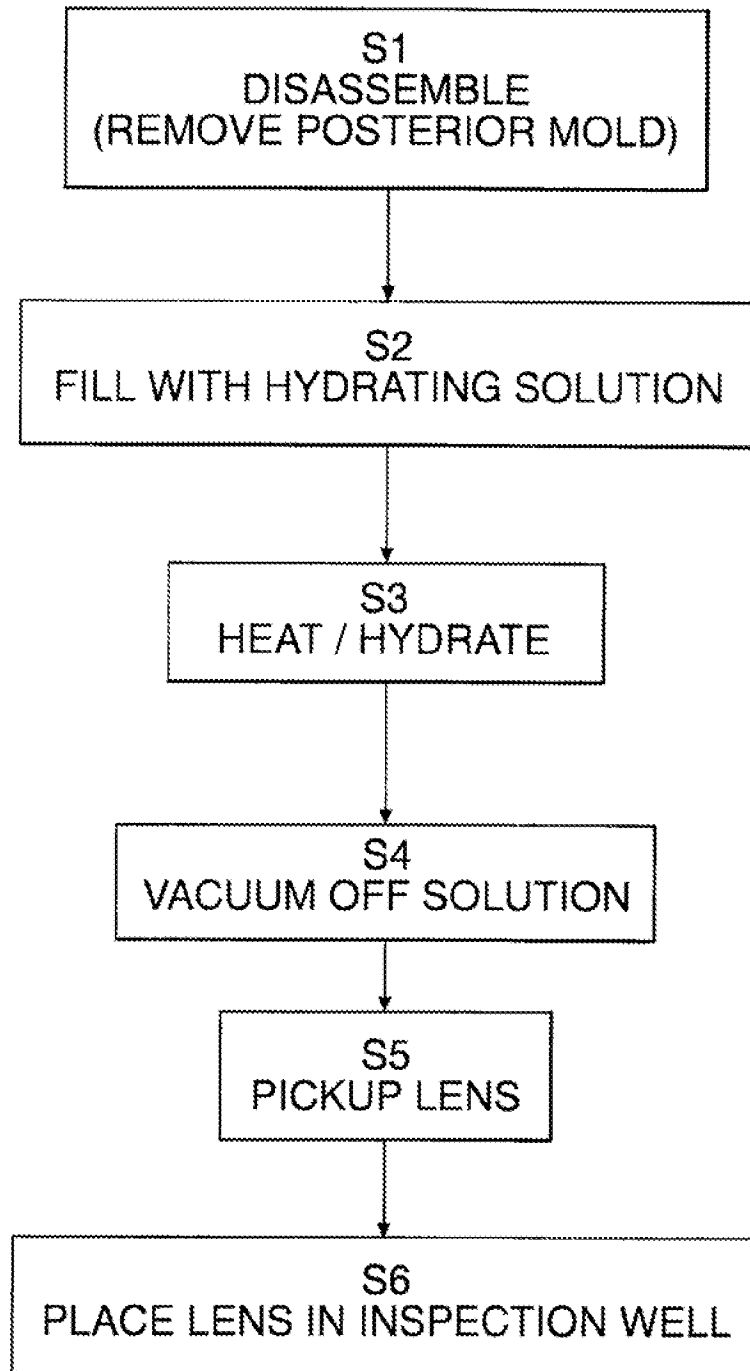 S1
DISASSEMBLE
(REMOVE POSTERIOR MOLD)
S2
FILL WITH HYDRATING SOLUTION
S3
HEAT / HYDRATE
S4
VACUUM OFF SOLUTION
S5
PICKUP LENS
S6
PLACE LENS IN INSPECTION WELL